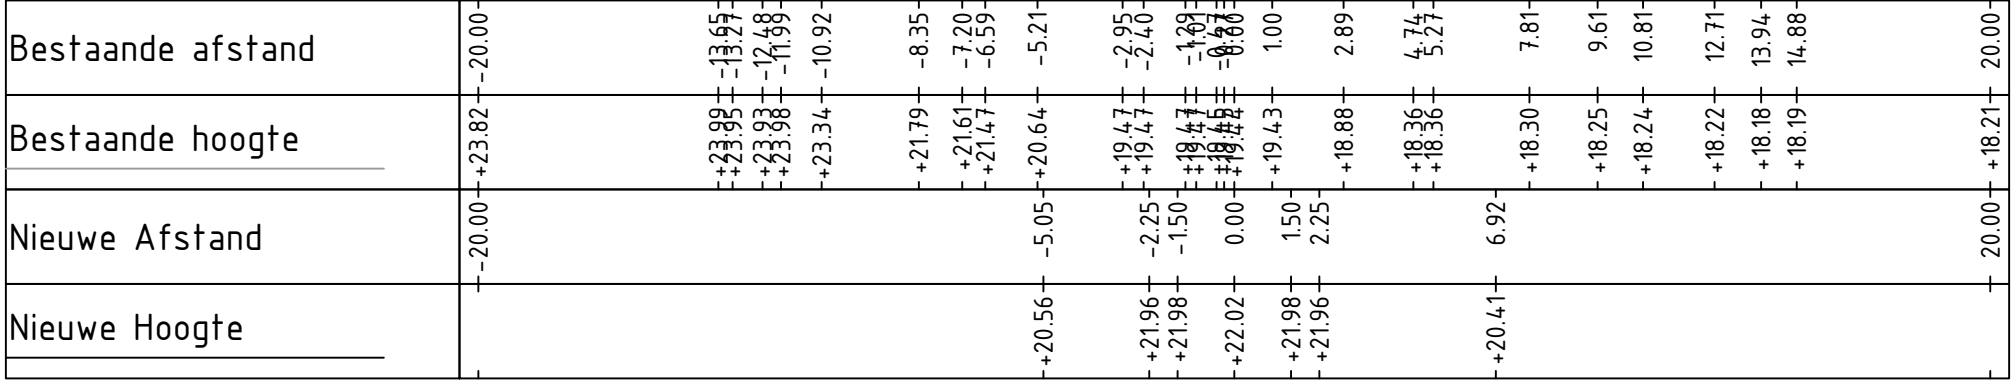 Bestaande afstand -20.00 -13.65 -13.27 -12.48 -11.99 -10.92 -8.35 -7.20 -6.59 -5.21 -2.95 -2.40 -1.29 -1.01 0.00 1.00 2.89 4.74 5.27 7.81 9.61 10.81 12.71 13.94 14.88 20.00
Bestaande hoogte +23.82 +23.99 +23.95 +23.93 +23.98 +23.34 +21.79 +21.61 +21.47 +20.64 +19.47 +19.47 +19.47 +19.47 +19.44 +19.43 +18.88 +18.36 +18.36 +18.30 +18.25 +18.24 +18.22 +18.18 +18.19 +18.21
Nieuwe Afstand -20.00 -5.05 -2.25 -1.50 0.00 1.50 2.25 6.92 20.00
Nieuwe Hoogte +20.56 +21.96 +21.98 +22.02 +21.98 +21.96 +20.41